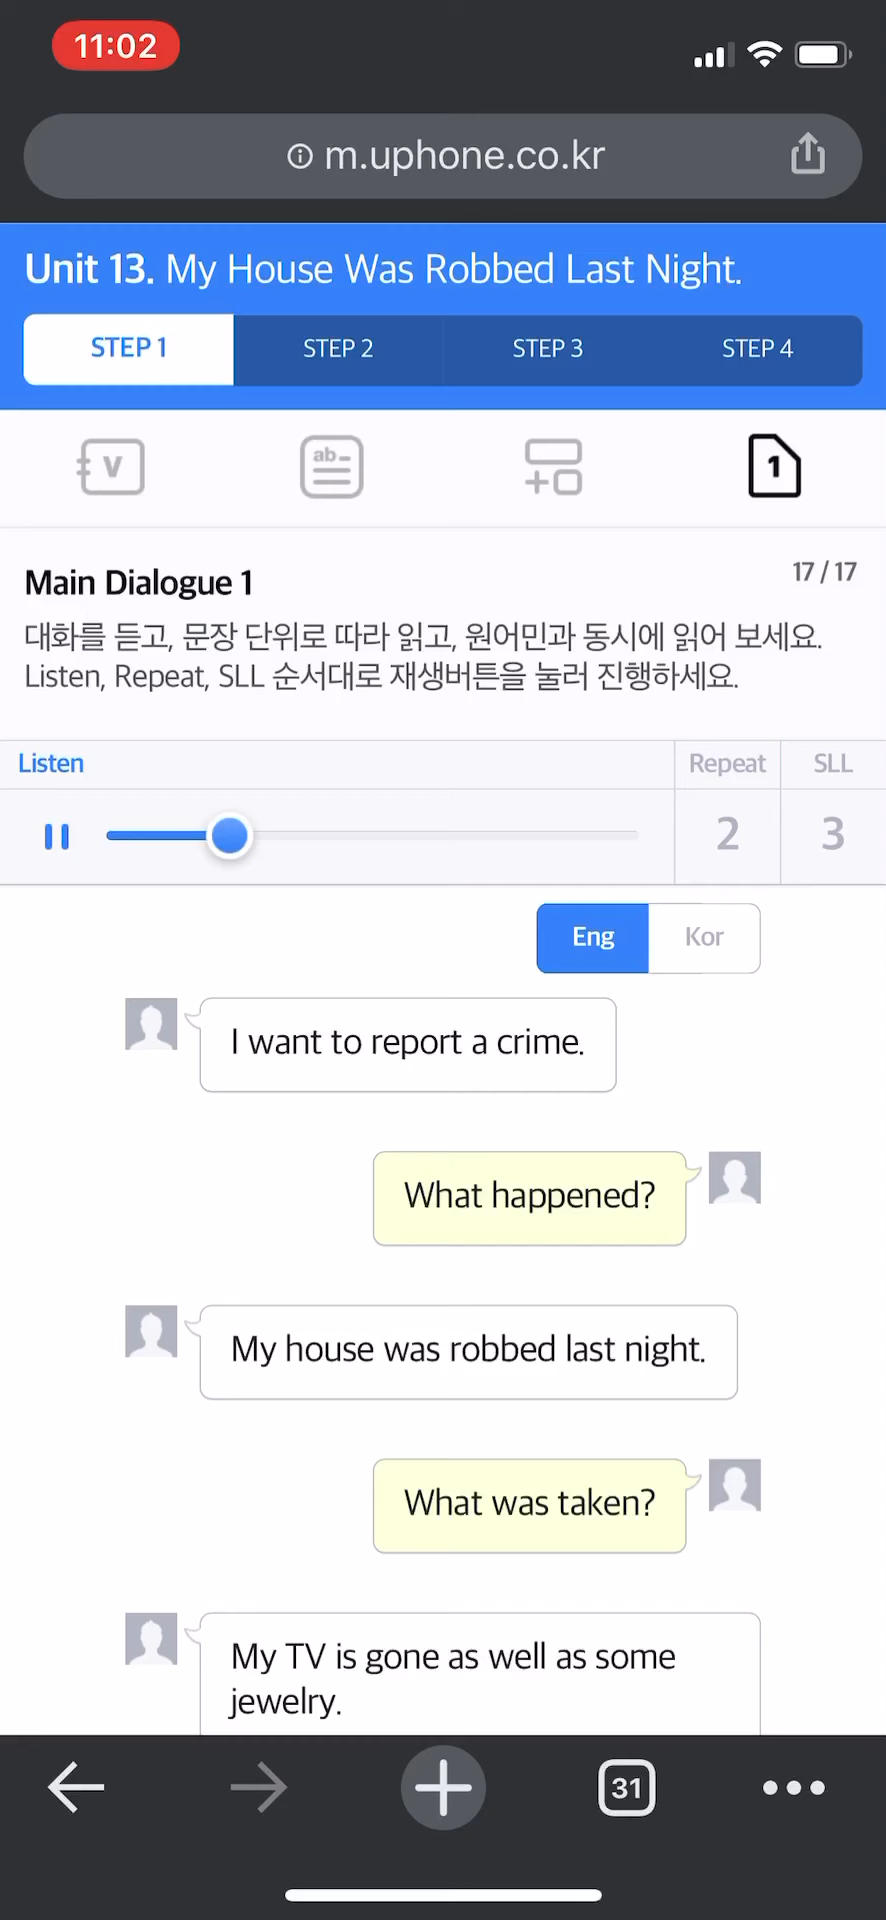 11:02
m.uphone.co.kr
Unit 13. My House Was Robbed Last Night.
STEP 1 STEP 2 STEP 3 STEP 4
V ab 1
Main Dialogue 1 17 / 17
대화를 듣고, 문장 단위로 따라 읽고, 원어민과 동시에 읽어 보세요.
Listen, Repeat, SLL 순서대로 재생버튼을 눌러 진행하세요.
Listen Repeat SLL
2 3
Eng Kor
I want to report a crime.
What happened?
My house was robbed last night.
What was taken?
My TV is gone as well as some
jewelry.
31